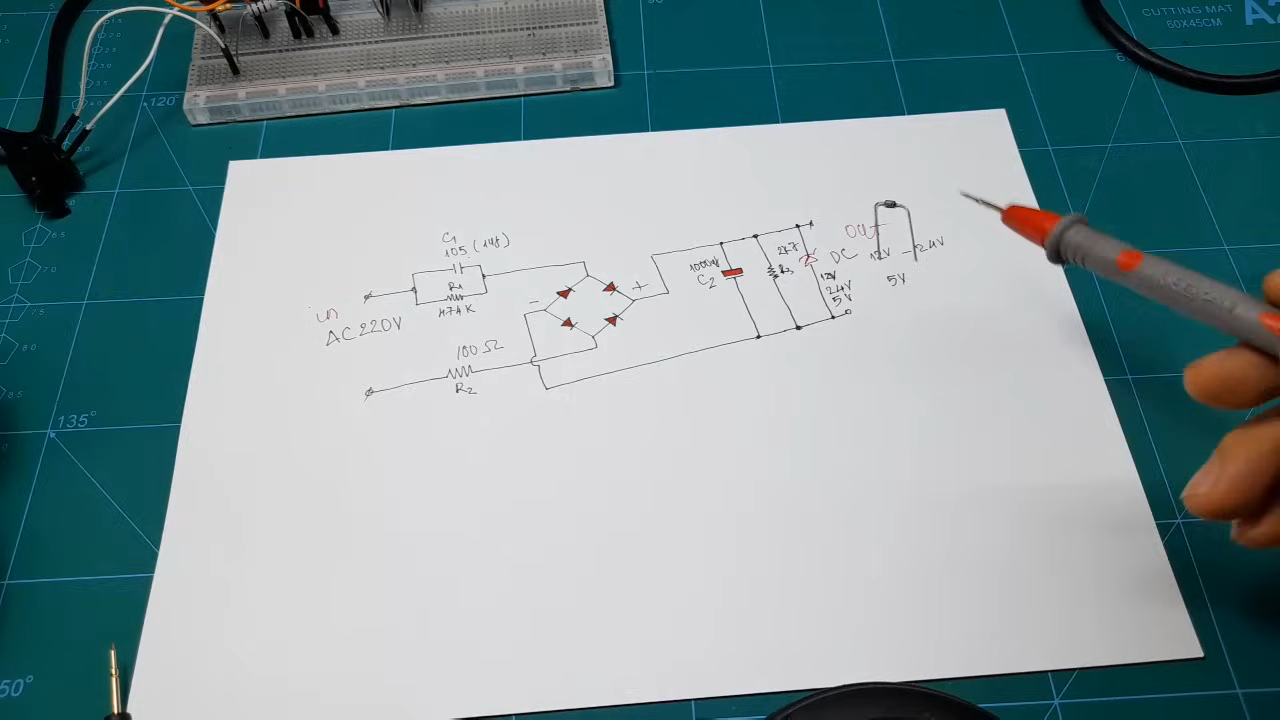 CUTTING MAT
60X45CM
A2
120°
135°
50°
C1
105 (1uf)
R1
474K
in
AC 220V
100 Ω
R2
-
+
1000uf
C2
R3
12V
24V
5V
DC
out
12V - 24V
5V